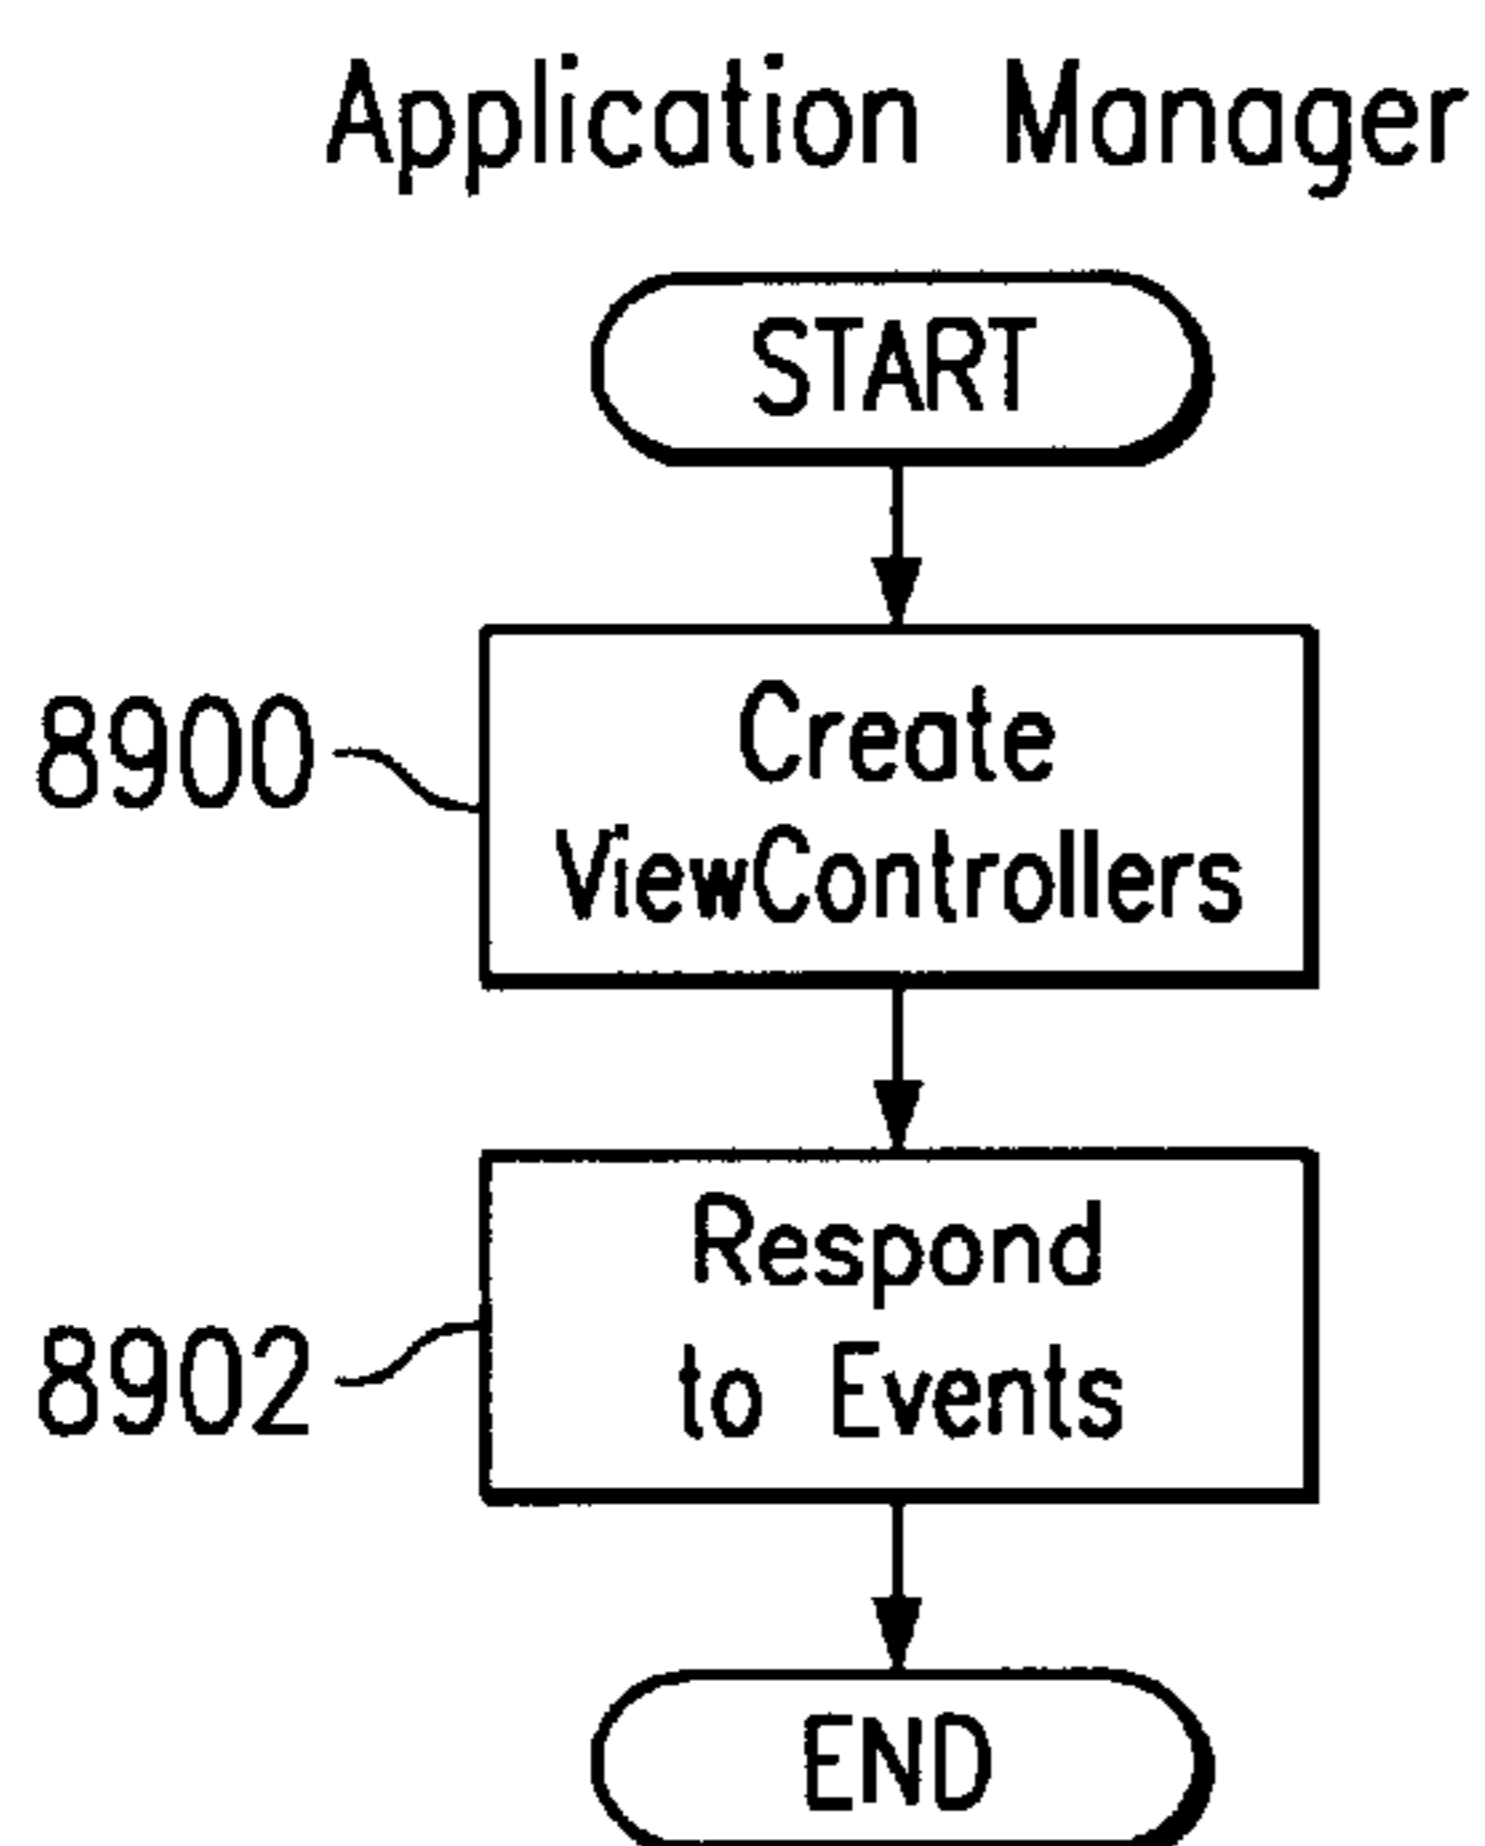 Application Manager
START
8900
Create
ViewControllers
Respond
to Events
8902
END